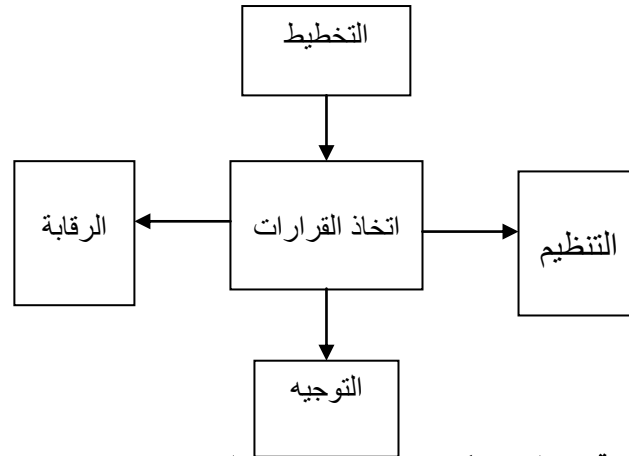 التخطيط
الرقابة
اتخاذ القرارات
التنظيم
التوجيه